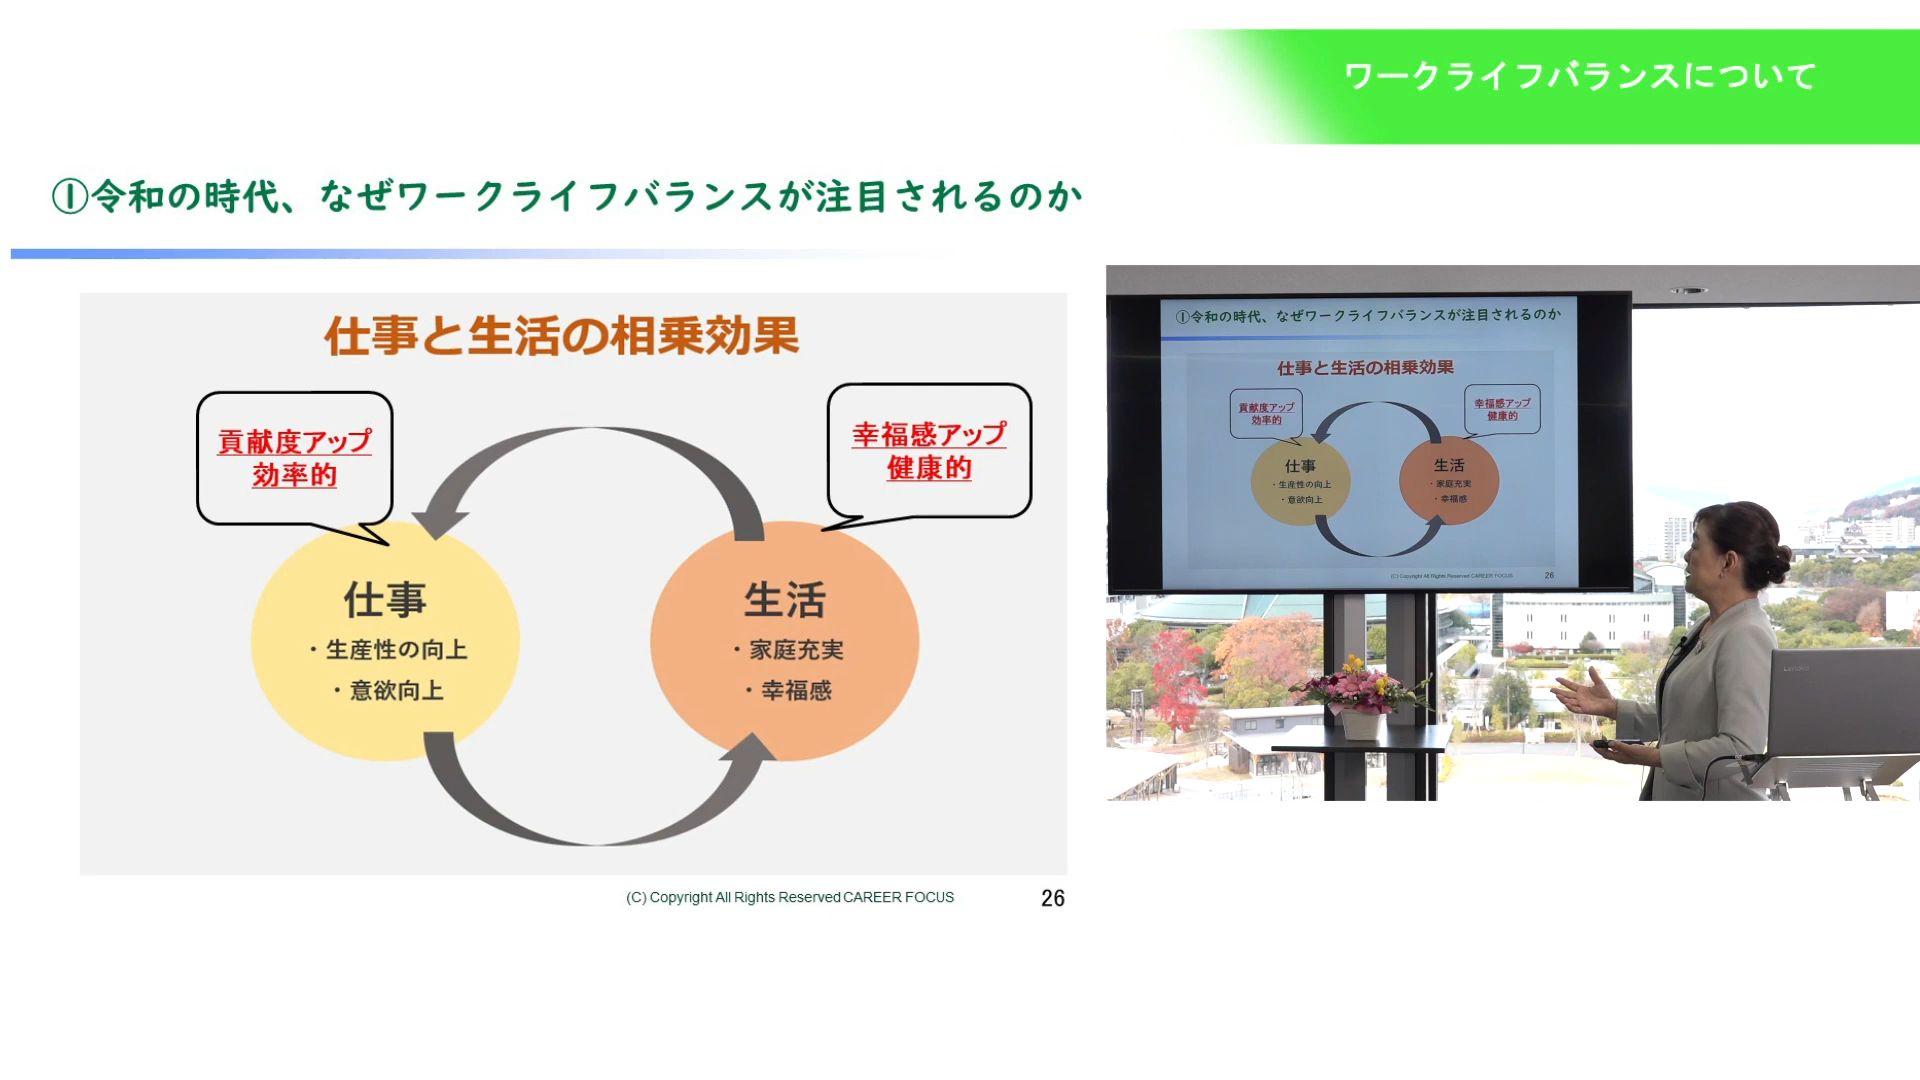 ワークライフバランスについて
①令和の時代、なぜワークライフバランスが注目されるのか
仕事と生活の相乗効果
貢献度アップ
効率的
幸福感アップ
健康的
仕事
・生産性の向上
・意欲向上
生活
・家庭充実
・幸福感
(C) Copyright All Rights Reserved CAREER FOCUS
26
①令和の時代、なぜワークライフバランスが注目されるのか
仕事と生活の相乗効果
貢献度アップ
効率的
幸福感アップ
健康的
仕事
・生産性の向上
・意欲向上
生活
・家庭充実
・幸福感
(C) Copyright All Rights Reserved CAREER FOCUS
26
Lenovo